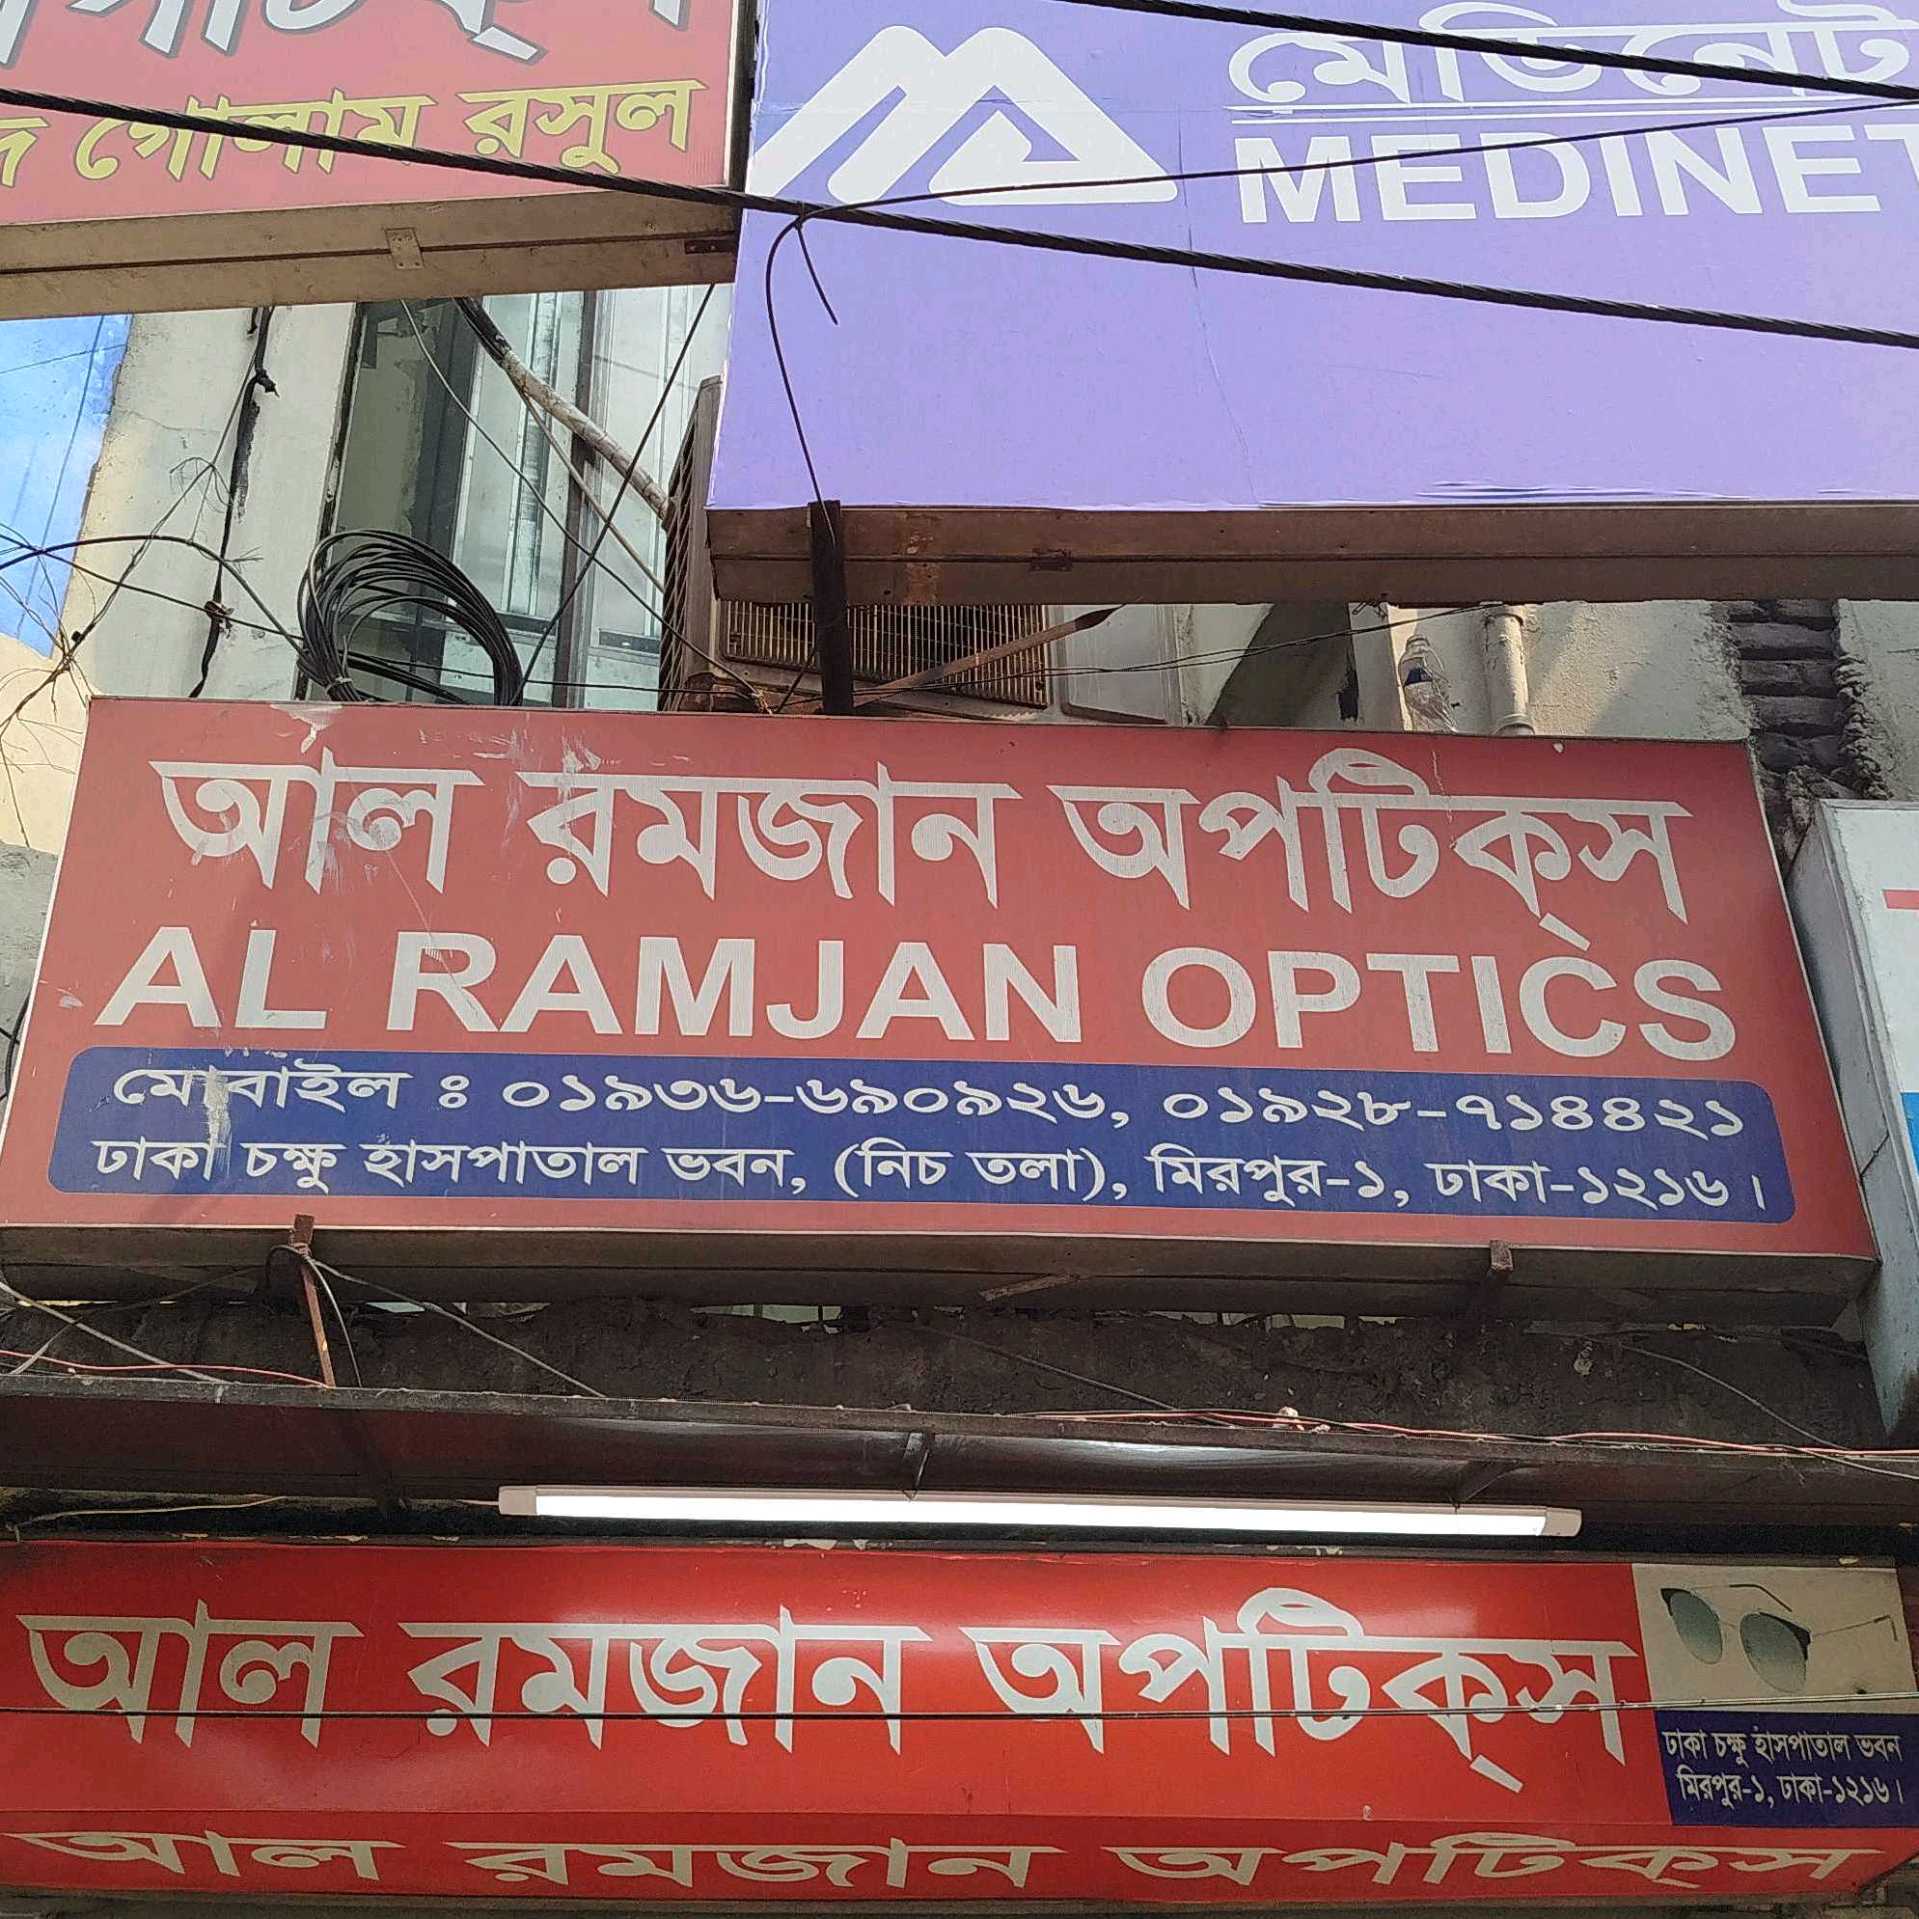 গোলাম রসুল
মেডিনেট
MEDINET
আল রমজান অপটিক্স
AL RAMJAN OPTICS
মোবাইল ঃ ০১৯৩৬-৬৯০৯২৬, ০১৯২৮-৭১৪৪২১
ঢাকা চক্ষু হাসপাতাল ভবন, (নিচ তলা), মিরপুর-১, ঢাকা-১২১৬।
আল রমজান অপটিক্স
ঢাকা চক্ষু হাসপাতাল ভবন
মিরপুর-১, ঢাকা-১২১৬।
আল রমজান অপটিক্স